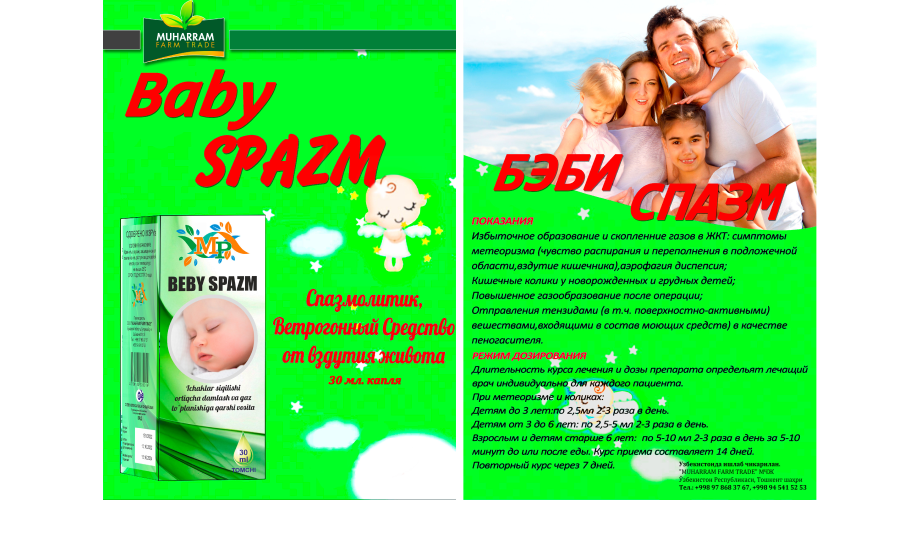 MUHARRAM
FARM TRADE
Baby
SPAZM
MP
BEBY SPAZM
Ichaklar siqilishi
ortiqcha damlash va gaz
to'planishiga qarshi vosita
30
ml
TOMCHI
Спазмолитик,
Ветрогонный Средство
от вздутия живота
30 мл. капля
БЭБИ
СПАЗМ
ПОКАЗАНИЯ
Избыточное образование и скопленние газов в ЖКТ: симптомы
метеоризма (чувство распирания и переполнения в подложечной
области,вздутие кишечника),аэрофагия диспепсия;
Кишечные колики у новорожденных и грудных детей;
Повышенное газообразование после операции;
Отправления тензидами (в т.ч. поверхностно-активными)
вешествами,входящими в состав моющих средств) в качестве
пеногасителя.
РЕЖИМ ДОЗИРОВАНИЯ
Длительность курса лечения и дозы препарата определьят лечащий
врач индивидуально для каждого пациента.
При метеоризме и коликах:
Детям до 3 лет:по 2,5мл 2-3 раза в день.
Детям от 3 до 6 лет: по 2,5-5 мл 2-3 раза в день.
Взрослым и детям старше 6 лет: по 5-10 мл 2-3 раза в день за 5-10
минут до или после еды. Курс приема составляет 14 дней.
Повторный курс через 7 дней.
Узбекистонда ишлаб чикарилак.
"MUHARRAM FARM TRADE" МЧЖ
Ўзбекистон Республикаси, Тошкент шахри
Тел.: +998 97 868 37 67, +998 94 541 52 53